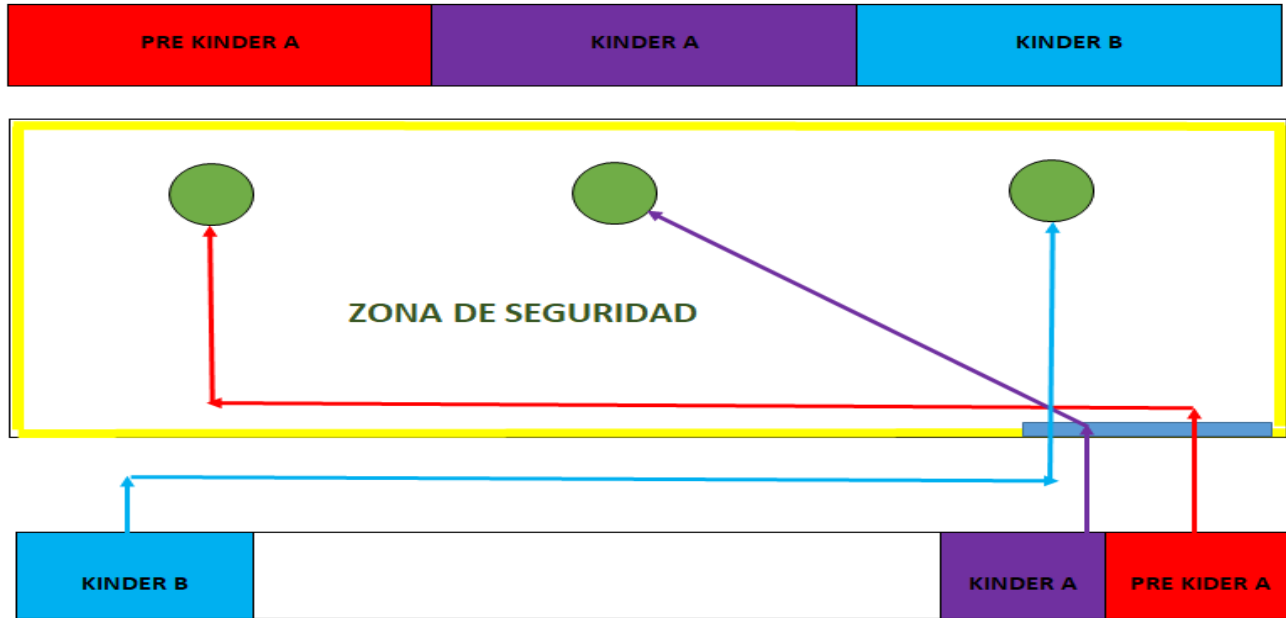 PRE KINDER A
KINDER A
KINDER B
ZONA DE SEGURIDAD
KINDER B
KINDER A
PRE KIDER A